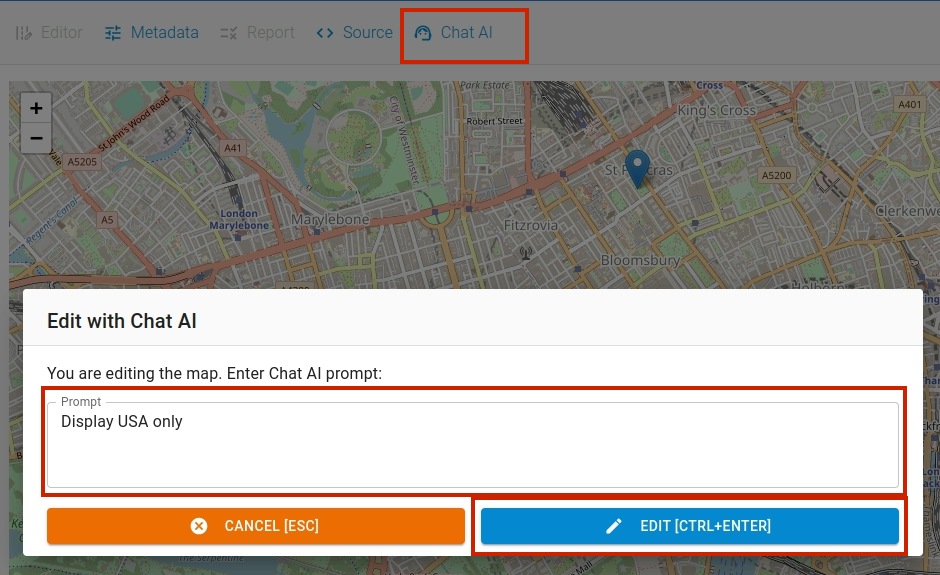 Editor Metadata Report Source Chat AI
Park Estate
Cross
King's Cross
A401
+
St John's Wood Road
City of Westminster
Robert Street
−
Vale
A5205
A41
St Pancras
A5200
Regent's Canal
A5
London
Marylebone
Marylebone
Fitzrovia
Clerkenwe
Bloomsbury
Holborn
Edit with Chat AI
You are editing the map. Enter Chat AI prompt:
Prompt
Display USA only
CANCEL [ESC]
EDIT [CTRL+ENTER]
The Serpentine
Mall